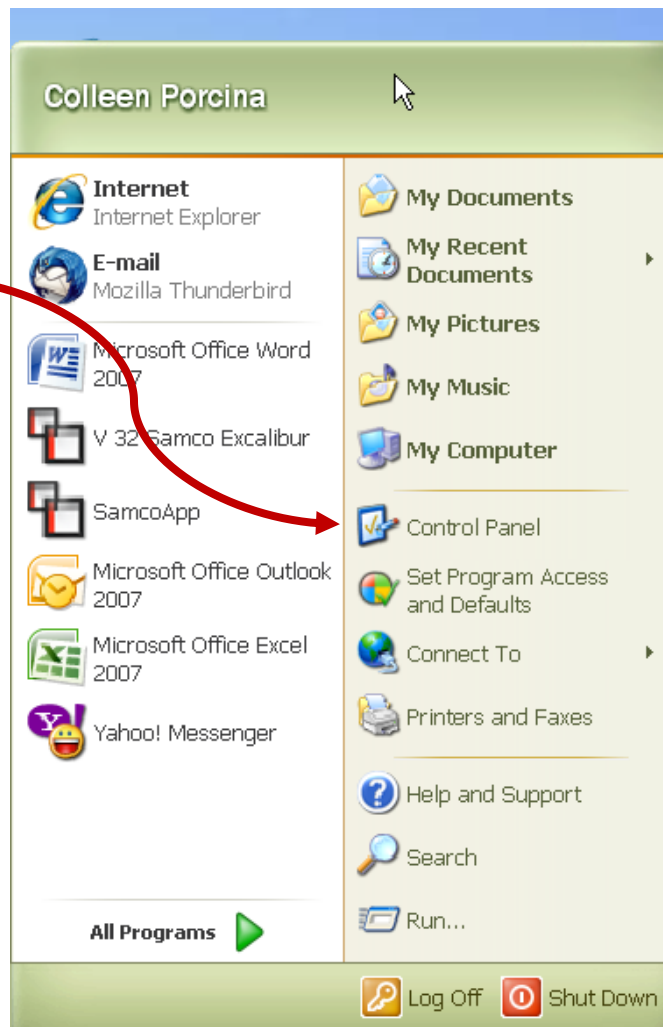 Colleen Porcina
Internet
Internet Explorer
E-mail
Mozilla Thunderbird
Microsoft Office Word
2007
V 32 Samco Excalibur
SamcoApp
Microsoft Office Outlook
2007
Microsoft Office Excel
2007
Yahoo! Messenger
All Programs
My Documents
My Recent
Documents
My Pictures
My Music
My Computer
Control Panel
Set Program Access
and Defaults
Connect To
Printers and Faxes
Help and Support
Search
Run...
Log Off
Shut Down